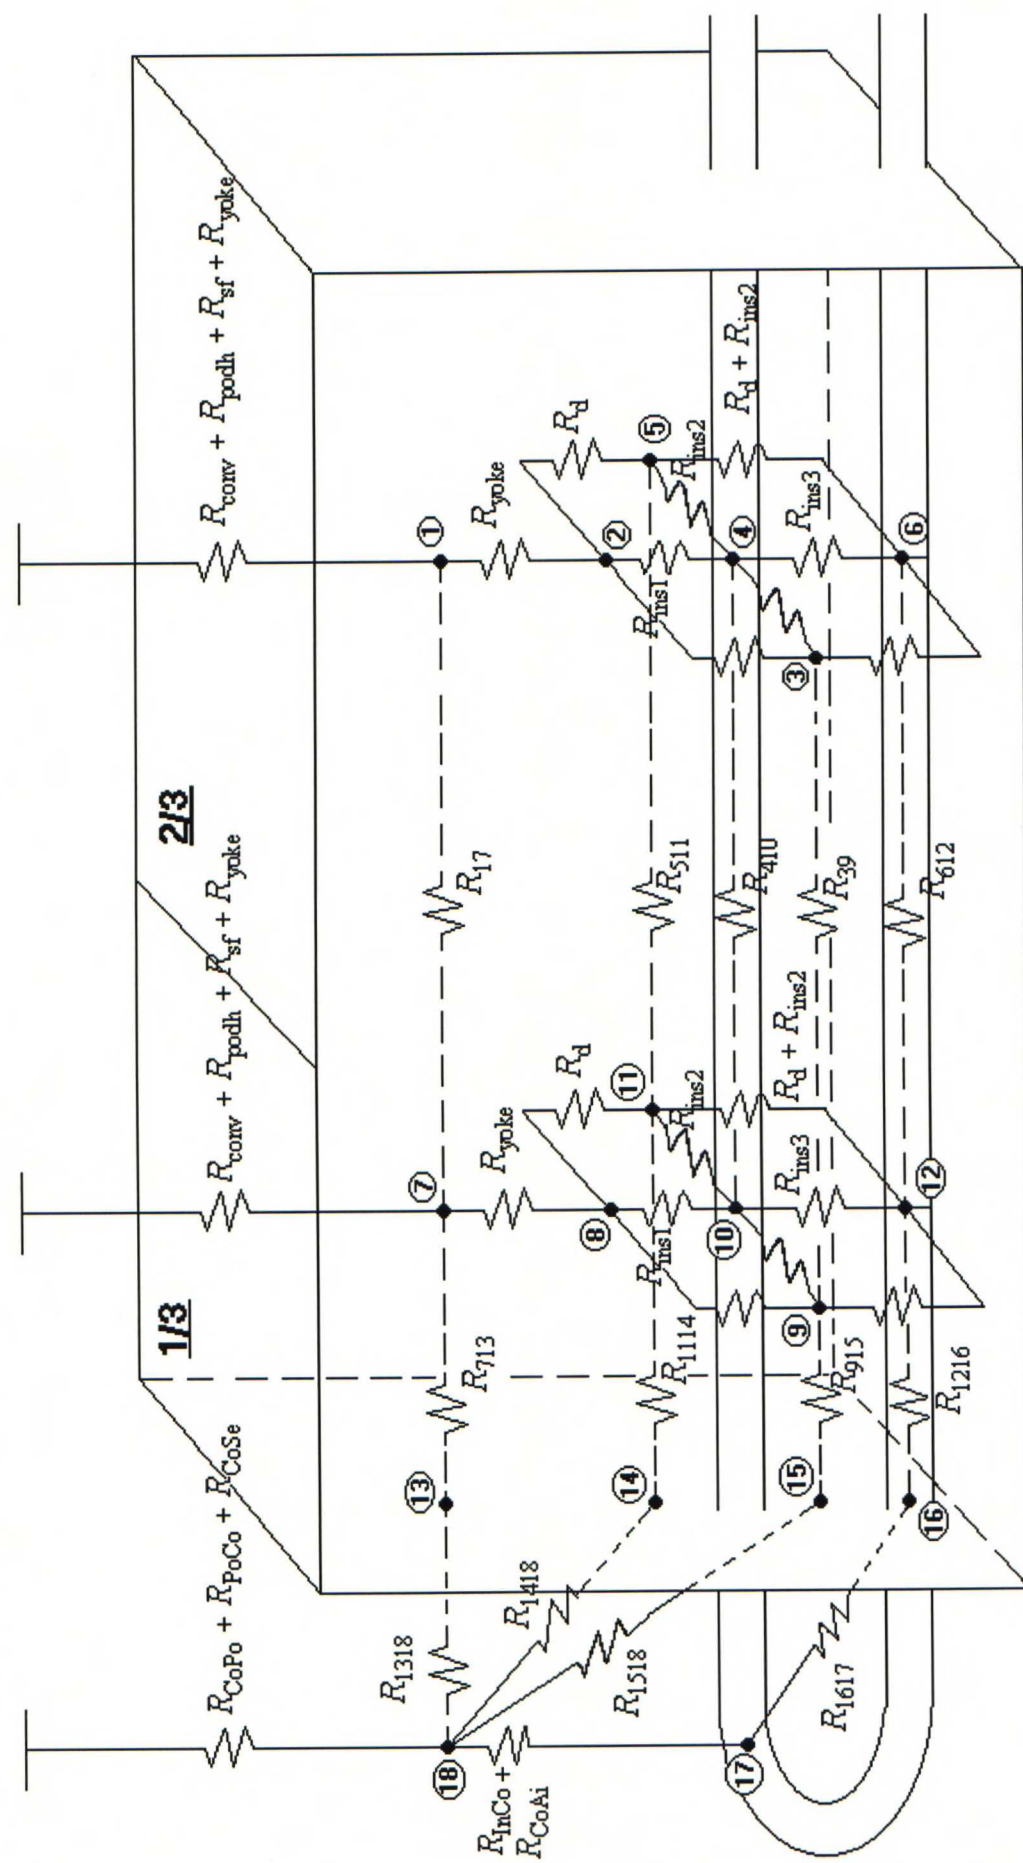 R_CoPo + R_PoCo + R_CoSe
R_conv + R_podh + R_sf + R_yoke
R_conv + R_podh + R_sf + R_yoke
1/3
2/3
18
R_1318
13
R_713
7
R_17
1
R_yoke
R_yoke
R_InCo +
R_CoAi
R_1418
14
R_1114
8
R_d
11
R_ins1
R_ins2
R_511
2
R_d
5
R_ins1
R_ins2
10
R_410
4
R_d + R_ins2
R_d + R_ins2
R_1518
15
R_915
9
R_ins3
R_39
3
R_ins3
17
R_1617
16
R_1216
12
R_612
6